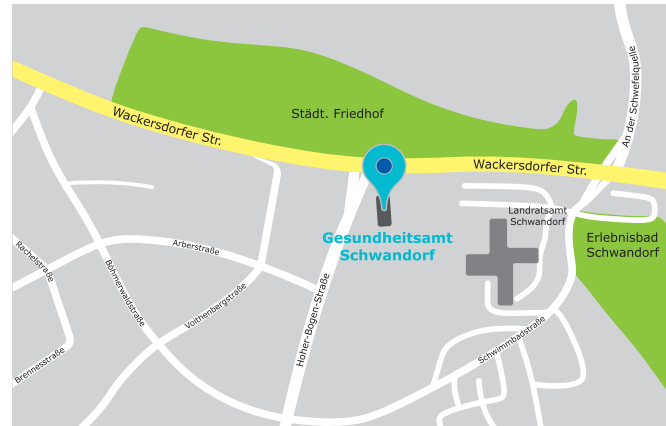 Städt. Friedhof
An der Schwefelquelle
Wackersdorfer Str.
Wackersdorfer Str.
Landratsamt
Schwandorf
Gesundheitsamt
Schwandorf
Erlebnisbad
Schwandorf
Arberstraße
Rachelstraße
Böhmerwaldstraße
Voithenbergstraße
Hoher-Bogen-Straße
Schwimmbadstraße
Brennesstraße